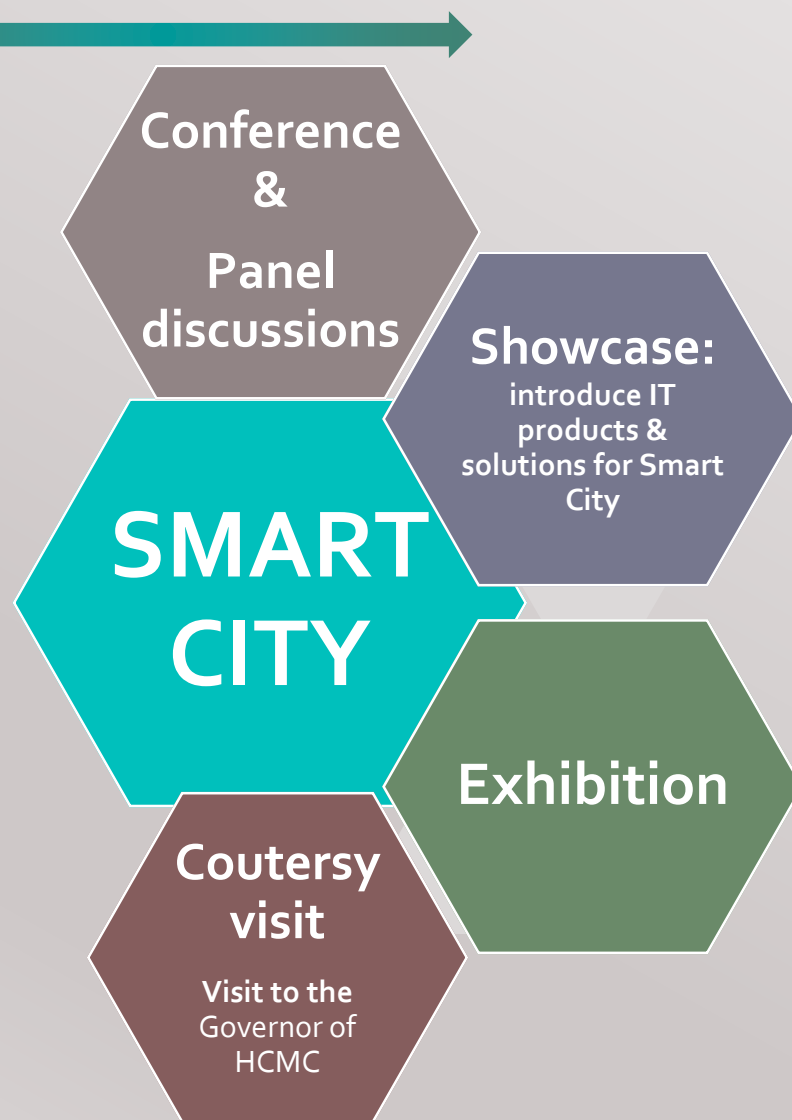 Conference
&
Panel
discussions
Showcase:
introduce IT
products &
solutions for Smart
City
SMART
CITY
Exhibition
Coutersy
visit
Visit to the
Governor of
HCMC